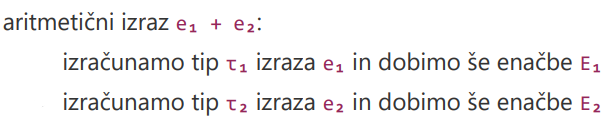 aritmetični izraz e₁ + e₂:
izračunamo tip τ₁ izraza e₁ in dobimo še enačbe E₁
izračunamo tip τ₂ izraza e₂ in dobimo še enačbe E₂